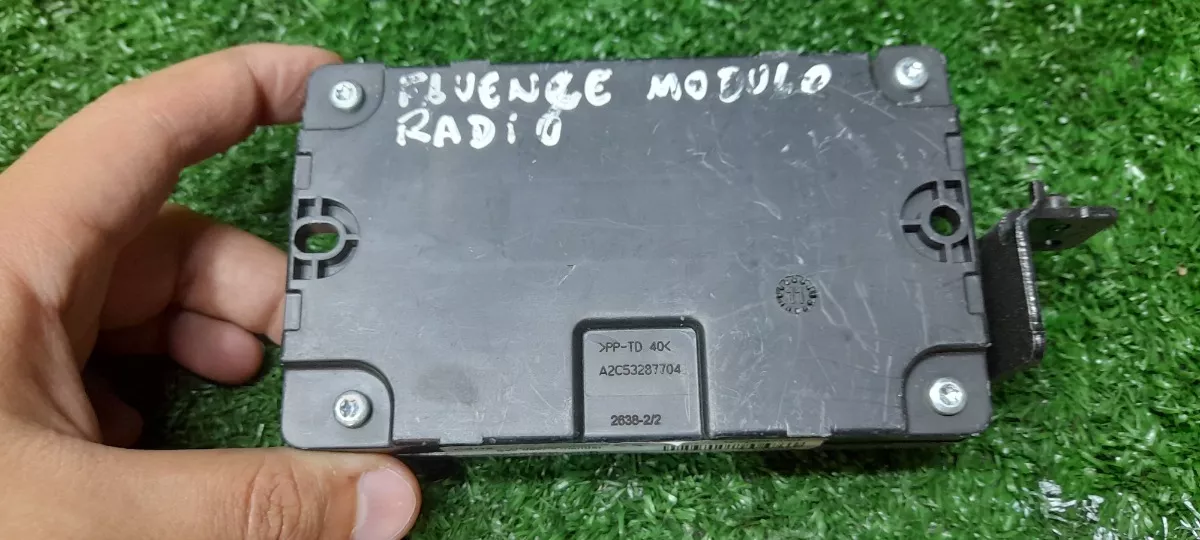 FLUENCE MODULO
RADiO
>PP-TD 40<
A2C53287704
2638-2/2